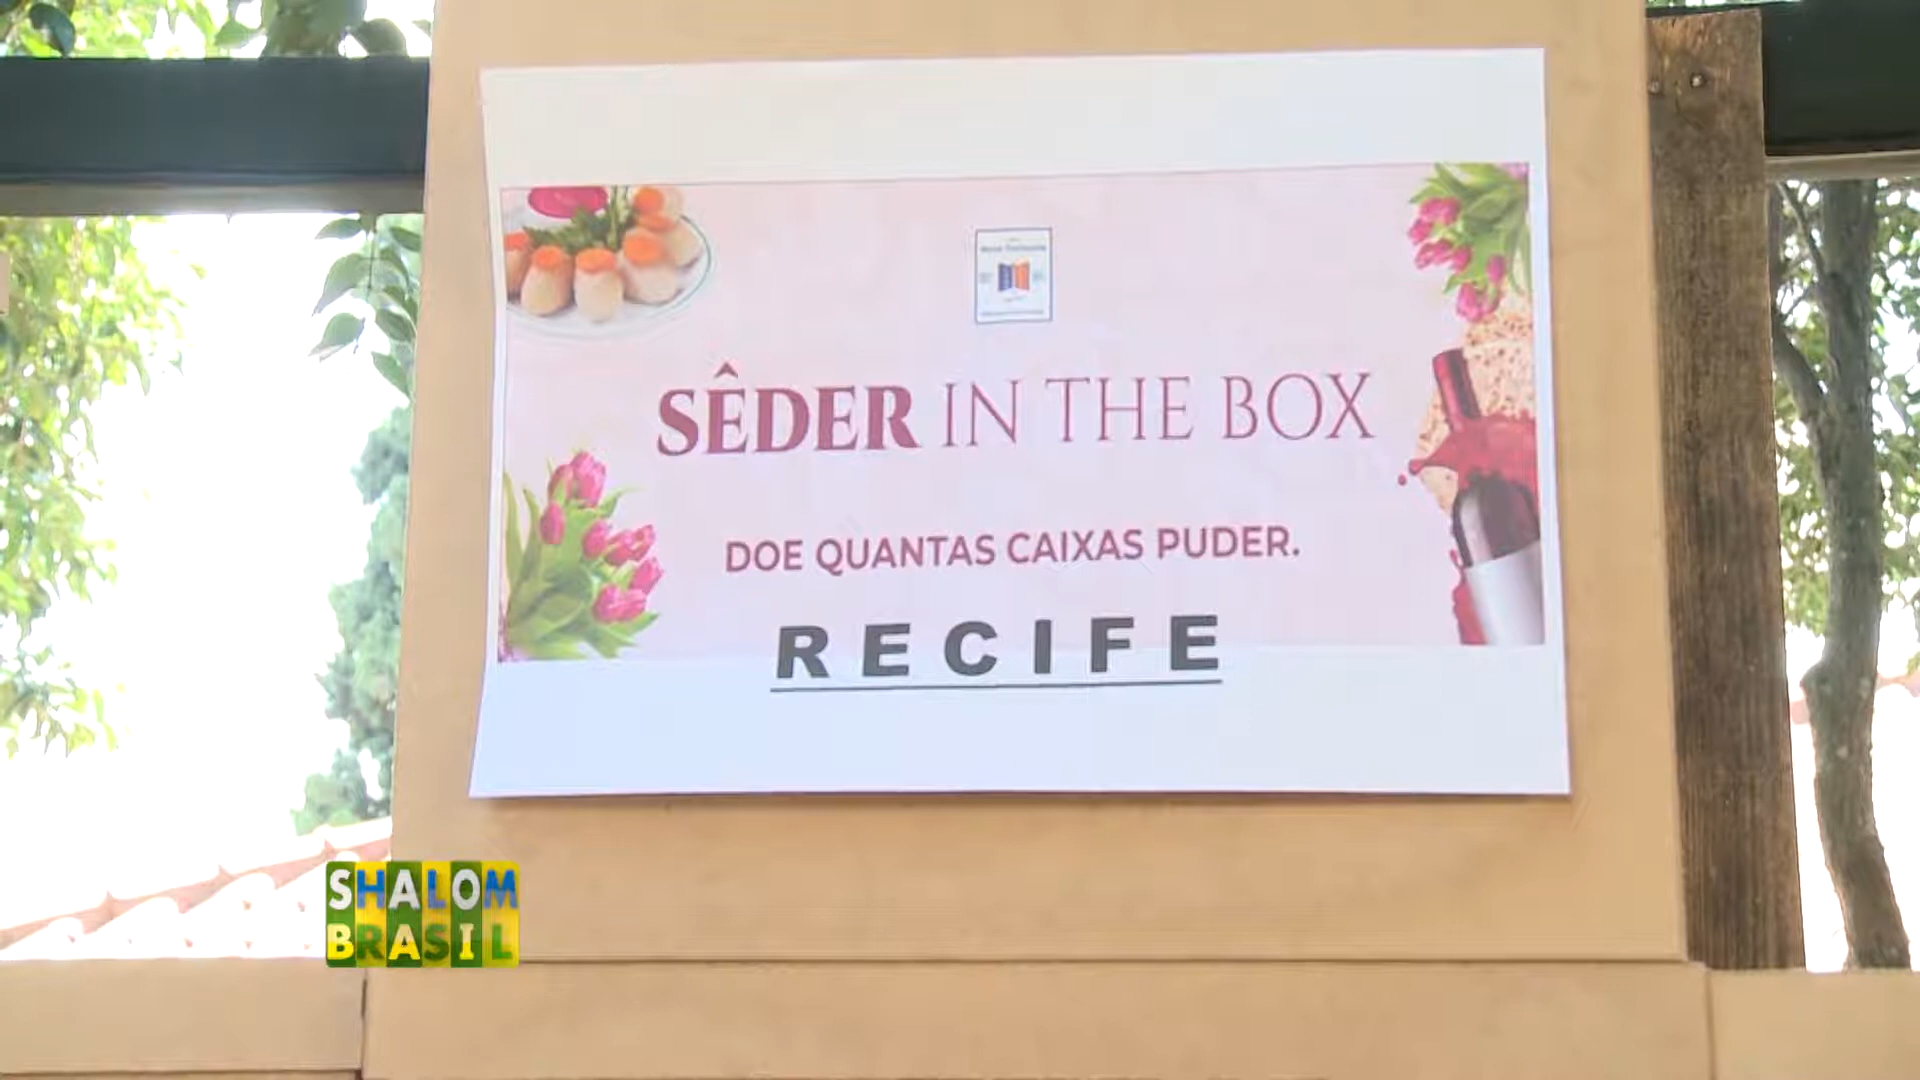 SÊDER IN THE BOX
DOE QUANTAS CAIXAS PUDER.
RECIFE
SHALOM
BRASIL